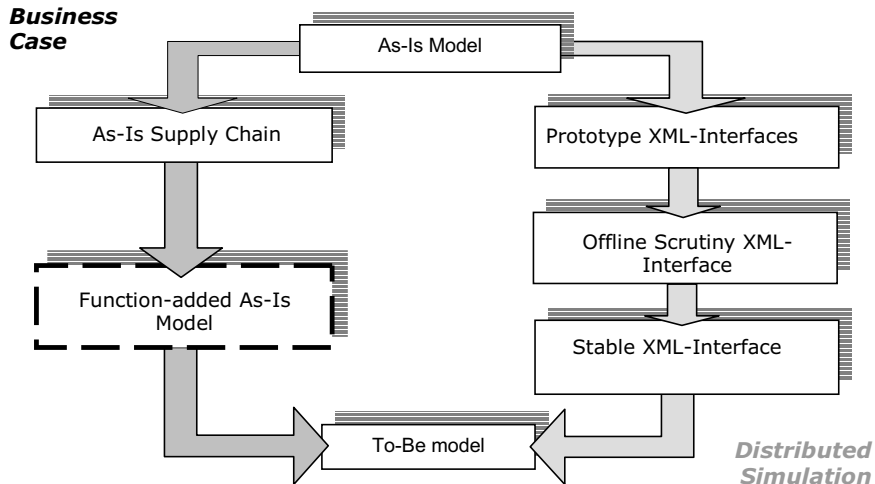 Business
Case
As-Is Model
As-Is Supply Chain
Prototype XML-Interfaces
Offline Scrutiny XML-
Interface
Function-added As-Is
Model
Stable XML-Interface
To-Be model
Distributed
Simulation